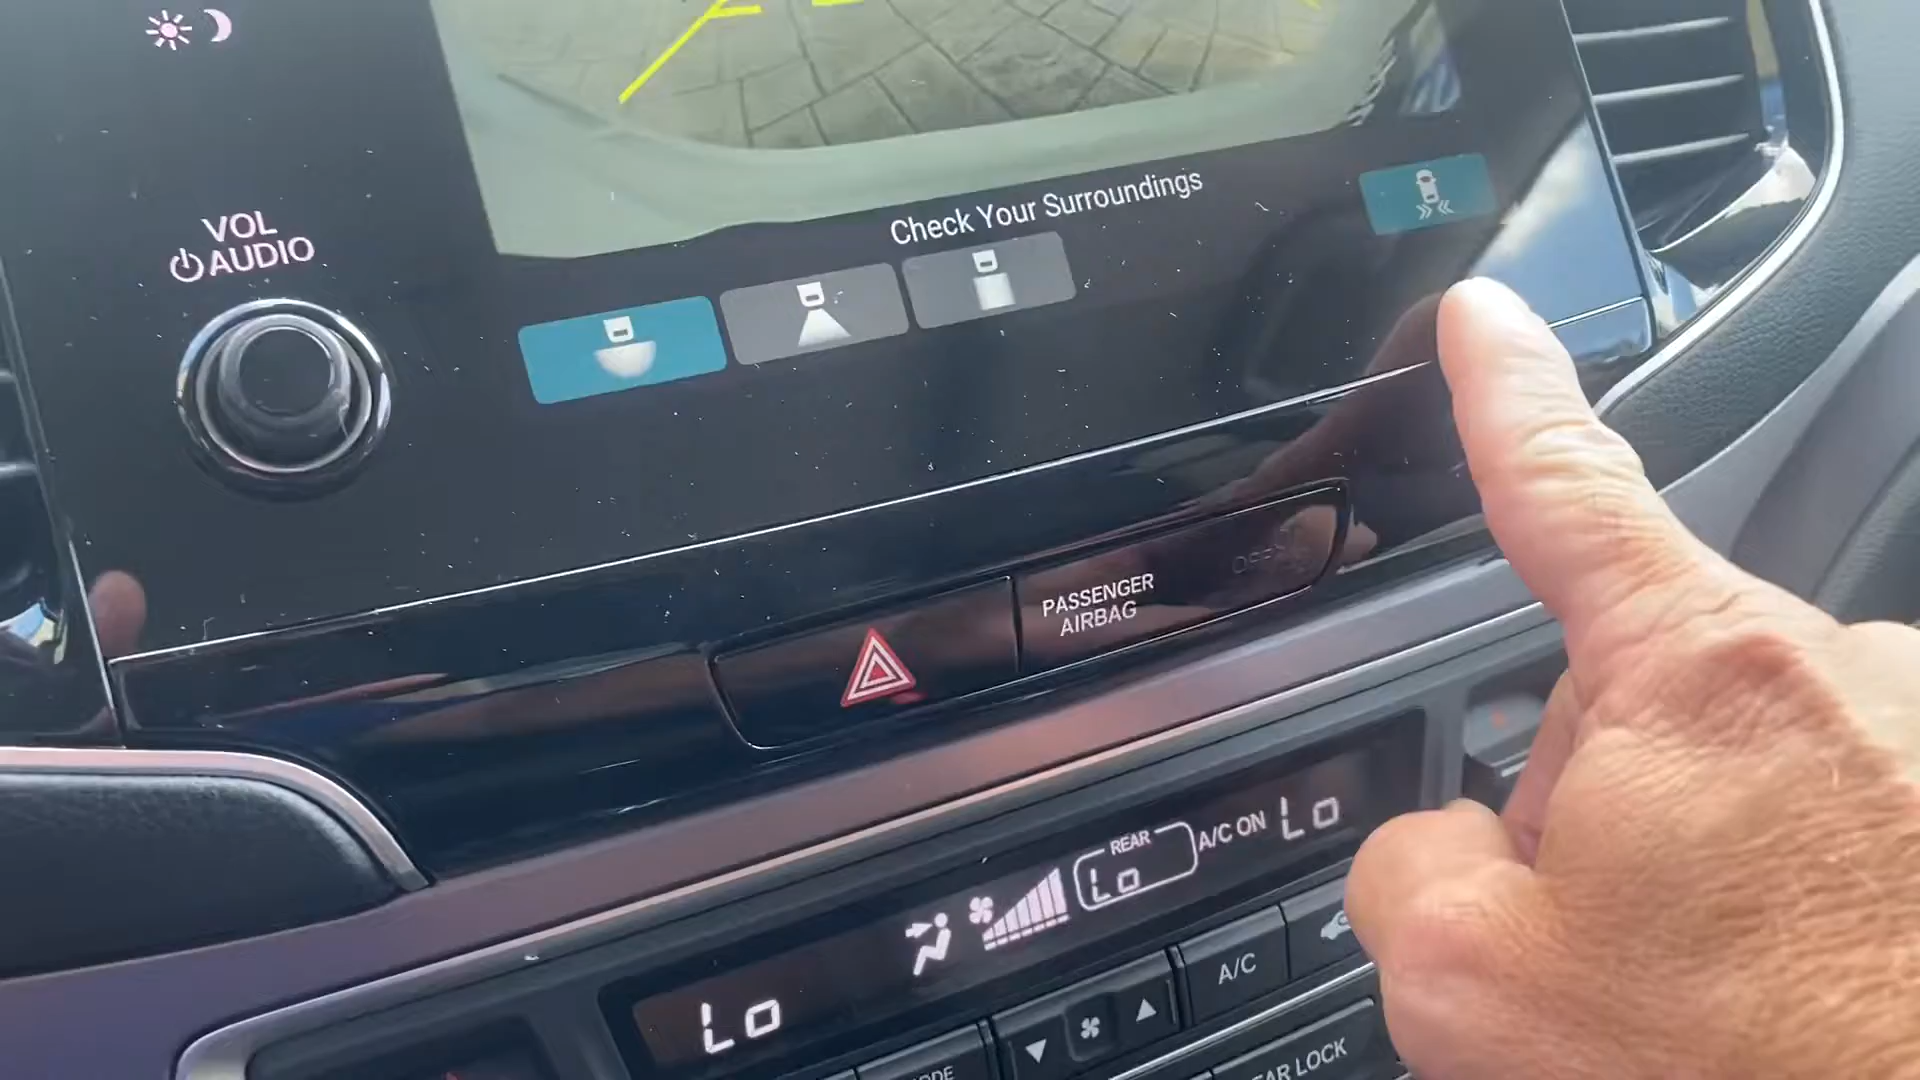 VOL
AUDIO
Check Your Surroundings
PASSENGER
AIRBAG
OFF
REAR
Lo
A/C ON
Lo
Lo
A/C